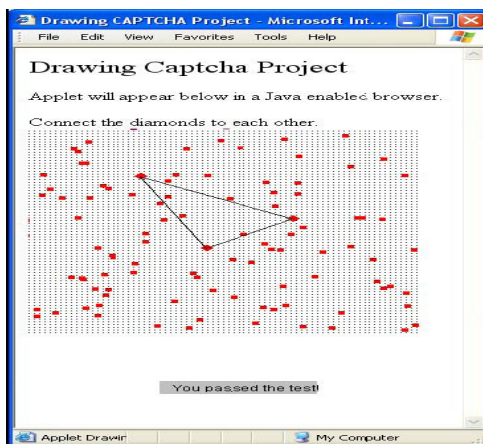 Drawing CAPTCHA Project - Microsoft Int...
File Edit View Favorites Tools Help
Drawing Captcha Project
Applet will appear below in a Java enabled browser.
Connect the diamonds to each other.
You passed the test!
Applet Drawin My Computer